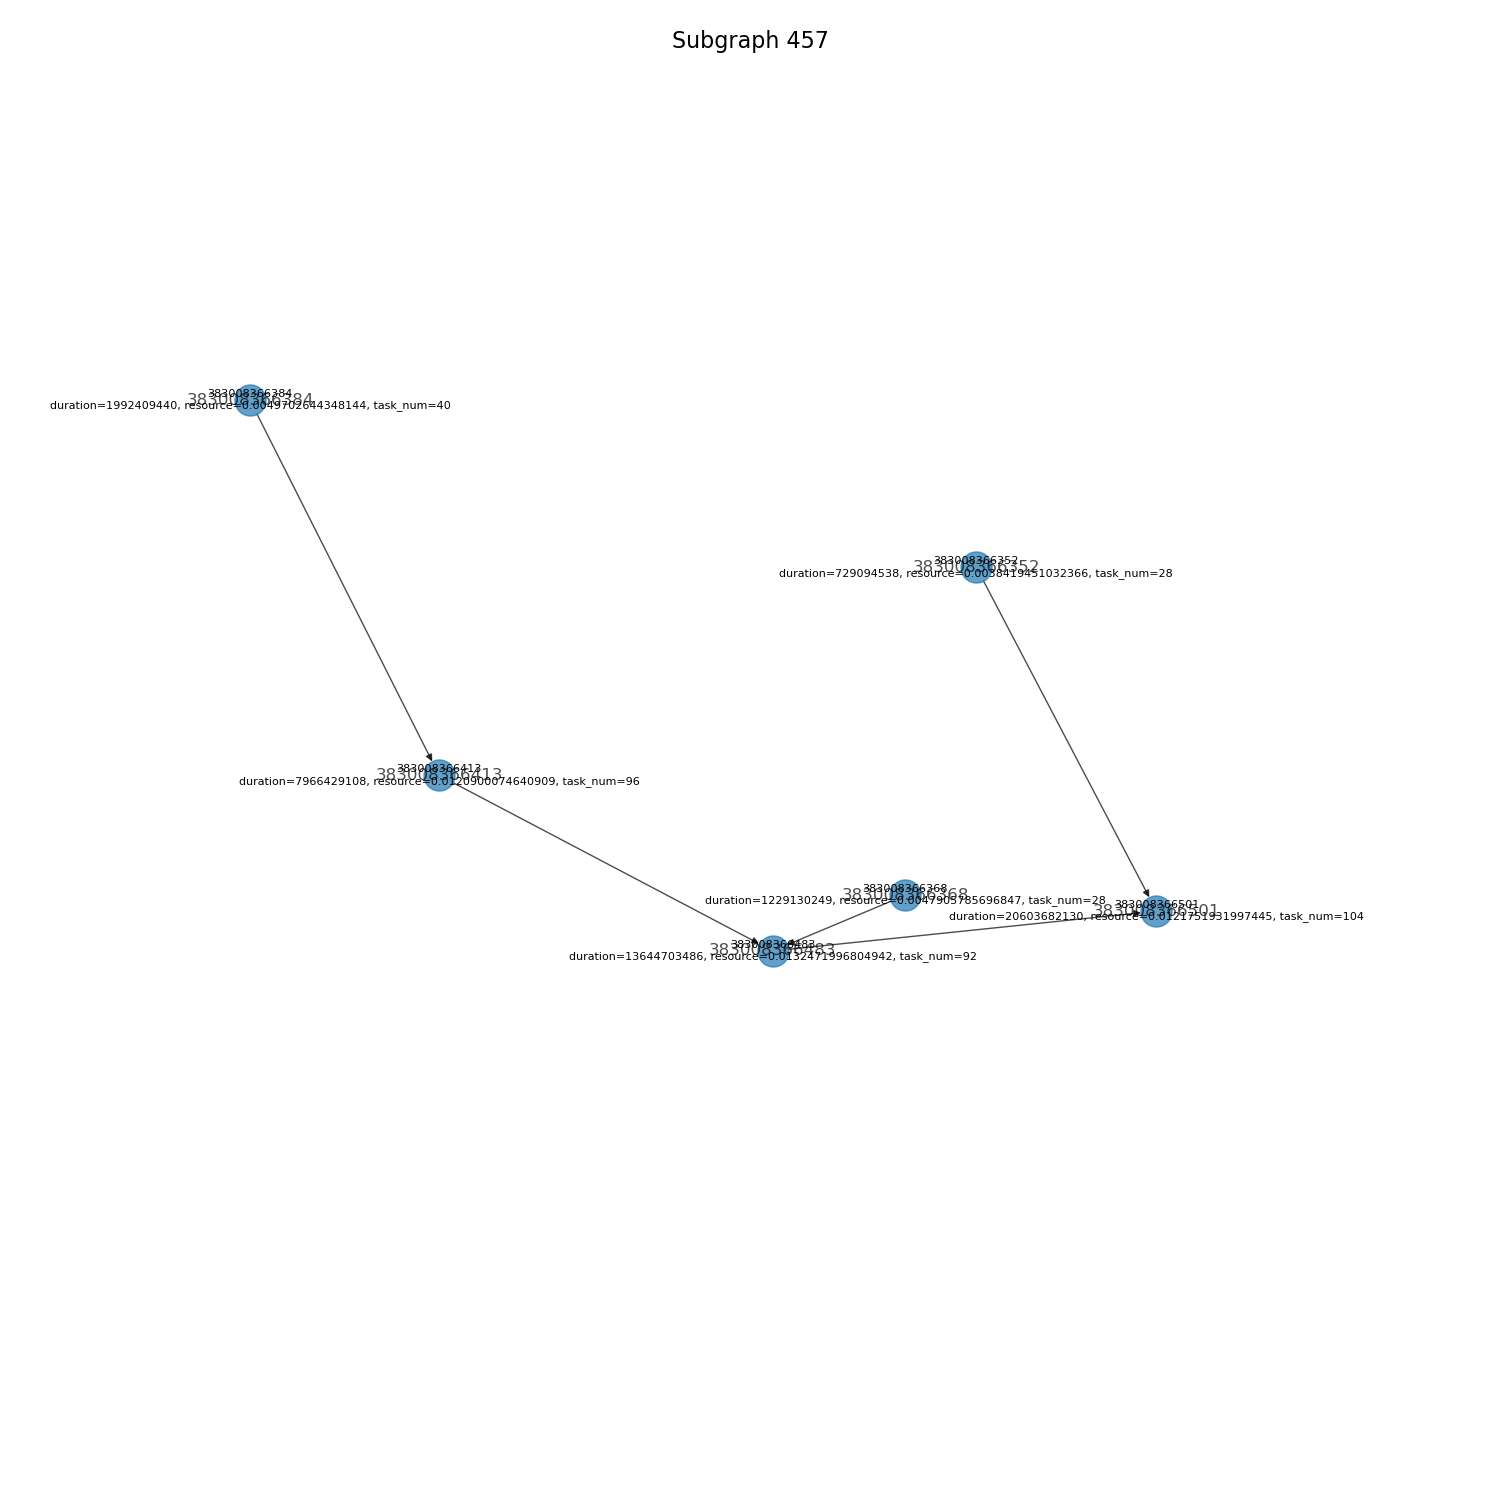 Subgraph 457
383008366384
383008366384
duration=1992409440, resource=0.0049702644348144, task_num=40
383008366352
383008366352
duration=729094538, resource=0.0038419451032366, task_num=28
383008366413
383008366413
duration=7966429108, resource=0.0120900074640909, task_num=96
383008366368
383008366368
duration=1229130249, resource=0.0047905785696847, task_num=28
383008366501
383008366501
duration=20603682130, resource=0.0121751931997445, task_num=104
383008366483
383008366483
duration=13644703486, resource=0.0132471996804942, task_num=92